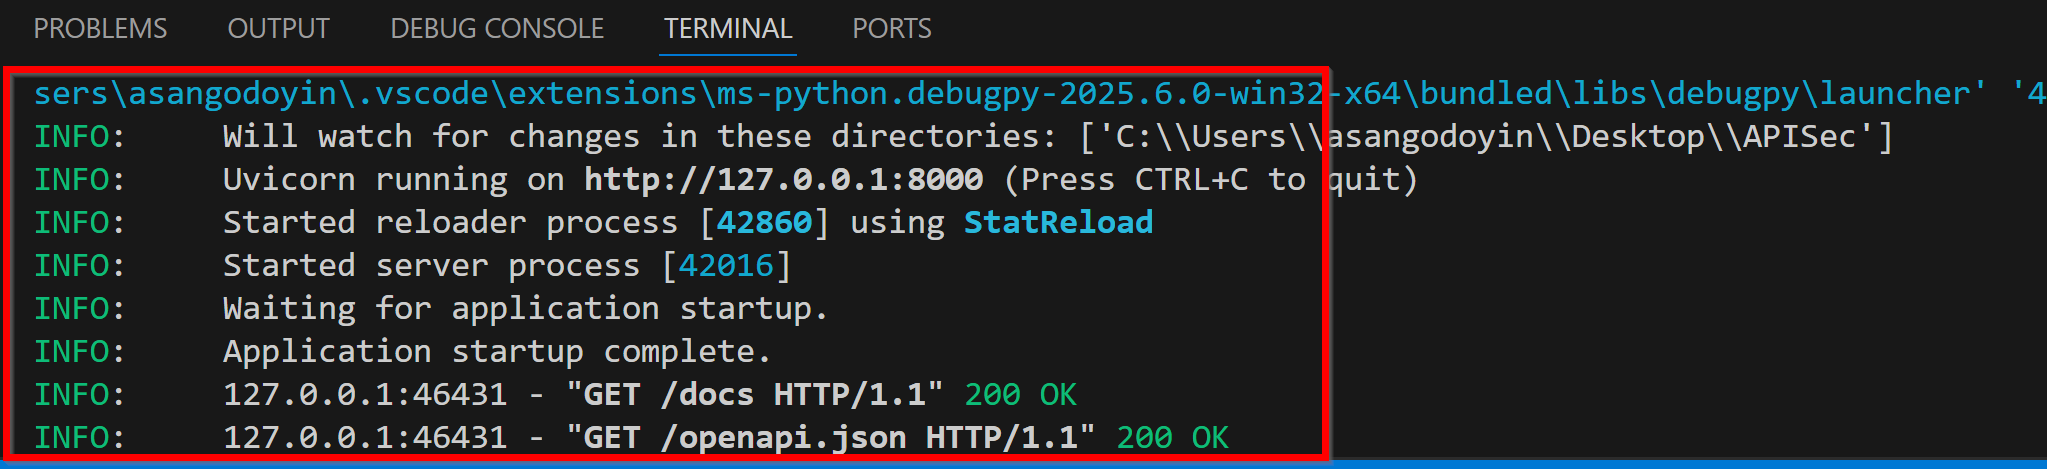 PROBLEMS OUTPUT DEBUG CONSOLE TERMINAL PORTS
sers\asangodoyin\.vscode\extensions\ms-python.debugpy-2025.6.0-win32-x64\bundled\libs\debugpy\launcher' '4
INFO: Will watch for changes in these directories: ['C:\\Users\\asangodoyin\\Desktop\\APISec']
INFO: Uvicorn running on http://127.0.0.1:8000 (Press CTRL+C to quit)
INFO: Started reloader process [42860] using StatReload
INFO: Started server process [42016]
INFO: Waiting for application startup.
INFO: Application startup complete.
INFO: 127.0.0.1:46431 - "GET /docs HTTP/1.1" 200 OK
INFO: 127.0.0.1:46431 - "GET /openapi.json HTTP/1.1" 200 OK